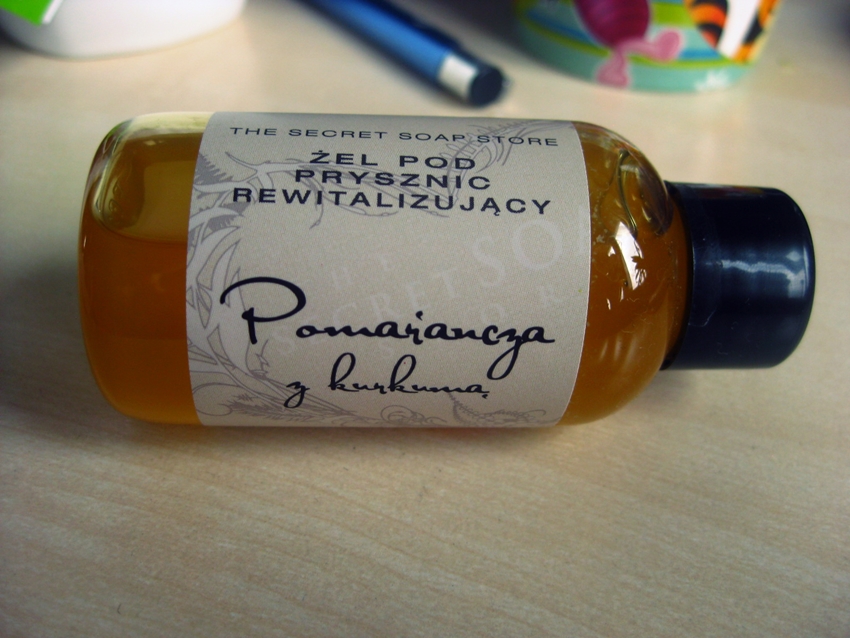 THE SECRET SOAP STORE
ŻEL POD
PRYSZNIC
REWITALIZUJĄCY
Pomarańcza
z kurkumą